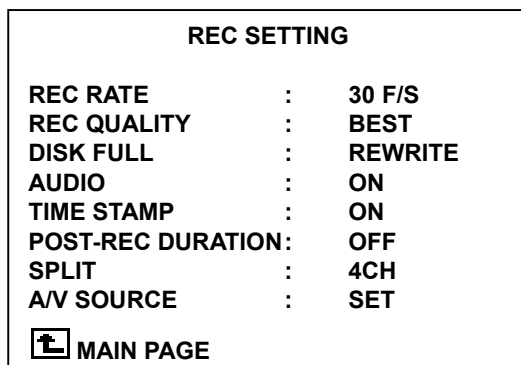 REC SETTING
REC RATE : 30 F/S
REC QUALITY : BEST
DISK FULL : REWRITE
AUDIO : ON
TIME STAMP : ON
POST-REC DURATION: OFF
SPLIT : 4CH
A/V SOURCE : SET
MAIN PAGE